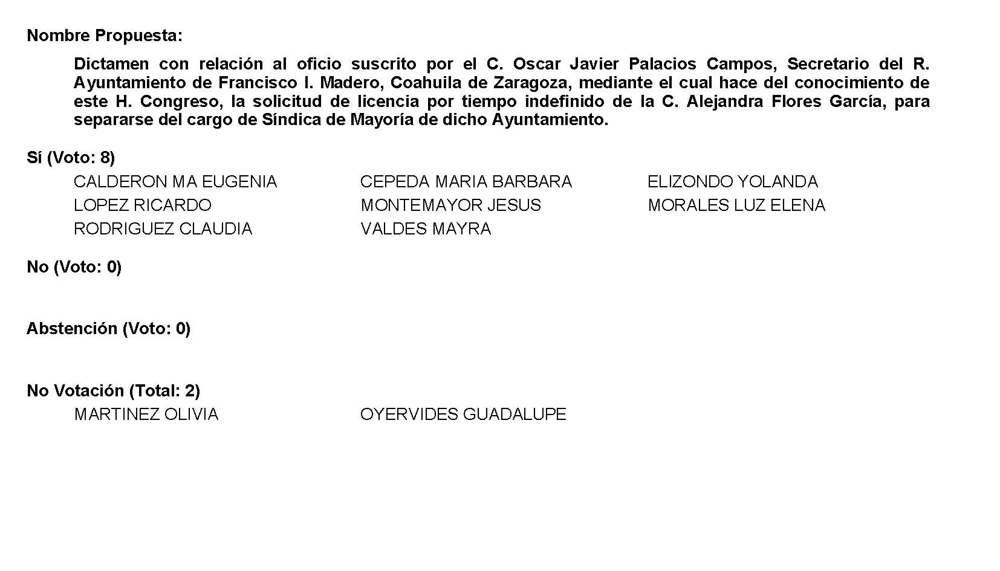 Nombre Propuesta:
Dictamen con relación al oficio suscrito por el C. Oscar Javier Palacios Campos, Secretario del R.
Ayuntamiento de Francisco I. Madero, Coahuila de Zaragoza, mediante el cual hace del conocimiento de
este H. Congreso, la solicitud de licencia por tiempo indefinido de la C. Alejandra Flores García, para
separarse del cargo de Síndica de Mayoría de dicho Ayuntamiento.
Sí (Voto: 8)
CALDERON MA EUGENIA CEPEDA MARIA BARBARA ELIZONDO YOLANDA
LOPEZ RICARDO MONTEMAYOR JESUS MORALES LUZ ELENA
RODRIGUEZ CLAUDIA VALDES MAYRA
No (Voto: 0)
Abstención (Voto: 0)
No Votación (Total: 2)
MARTINEZ OLIVIA OYERVIDES GUADALUPE